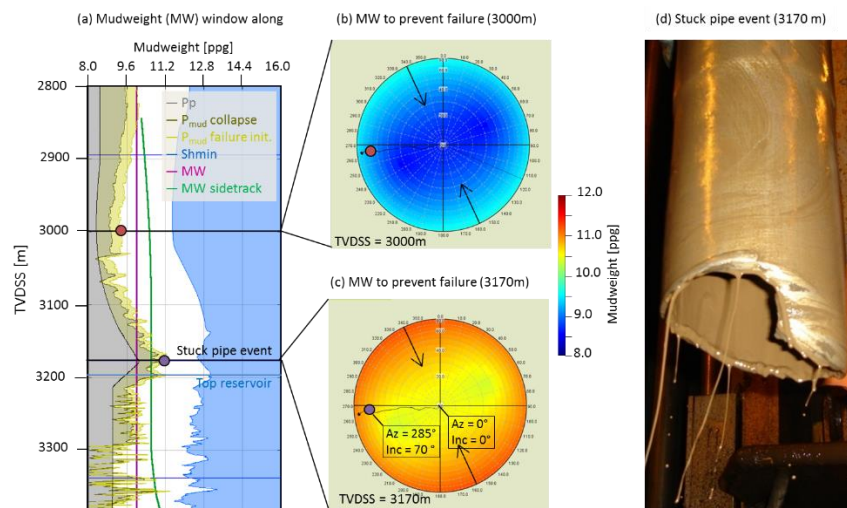 (a) Mudweight (MW) window along
Mudweight [ppg]
8.0 9.6 11.2 12.8 14.4 16.0
2800
2900
3000
3100
3200
3300
TVDSS [m]
Pp
Pmud collapse
Pmud failure init.
Shmin
MW
MW sidetrack
Stuck pipe event
Top reservoir
(b) MW to prevent failure (3000m)
TVDSS = 3000m
(c) MW to prevent failure (3170m)
Az = 285°
Inc = 70 °
Az = 0°
Inc = 0°
TVDSS = 3170m
12.0
11.0
10.0
9.0
8.0
Mudweight [ppg]
(d) Stuck pipe event (3170 m)